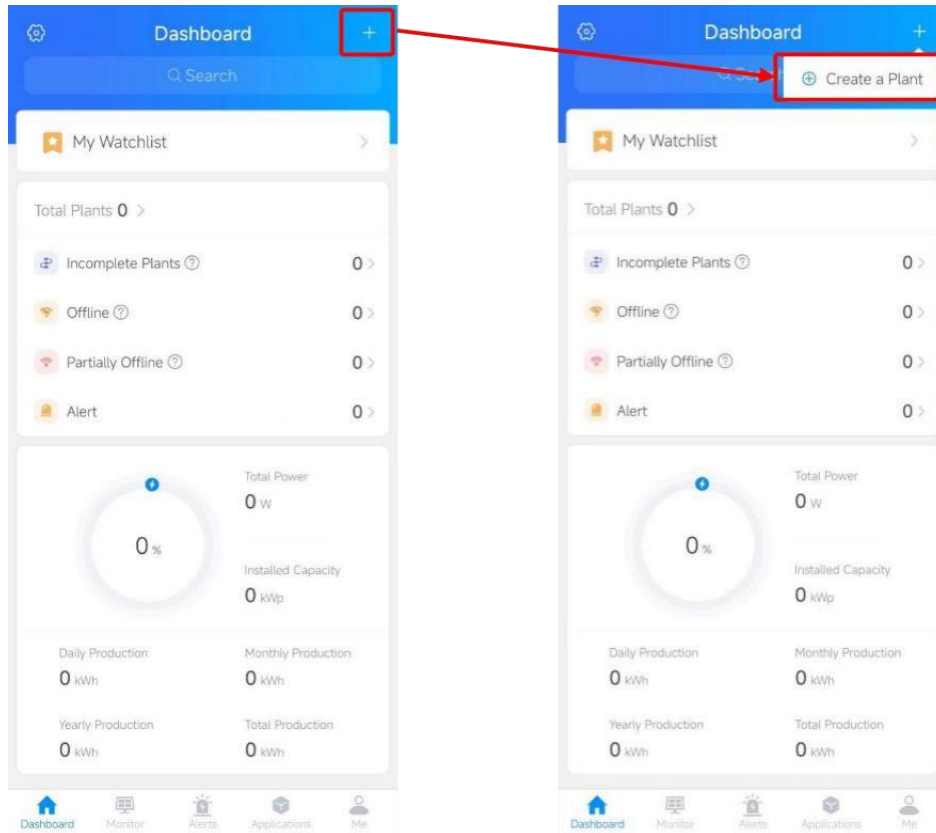 Dashboard +
Search
My Watchlist >
Total Plants 0 >
Incomplete Plants ? 0 >
Offline ? 0 >
Partially Offline ? 0 >
Alert 0 >
0 %
Total Power
0 W
Installed Capacity
0 kWp
Daily Production Monthly Production
0 kWh 0 kWh
Yearly Production Total Production
0 kWh 0 kWh
Dashboard Monitor Alerts Applications Me
Dashboard +
Create a Plant
My Watchlist >
Total Plants 0 >
Incomplete Plants ? 0 >
Offline ? 0 >
Partially Offline ? 0 >
Alert 0 >
0 %
Total Power
0 W
Installed Capacity
0 kWp
Daily Production Monthly Production
0 kWh 0 kWh
Yearly Production Total Production
0 kWh 0 kWh
Dashboard Monitor Alerts Applications Me